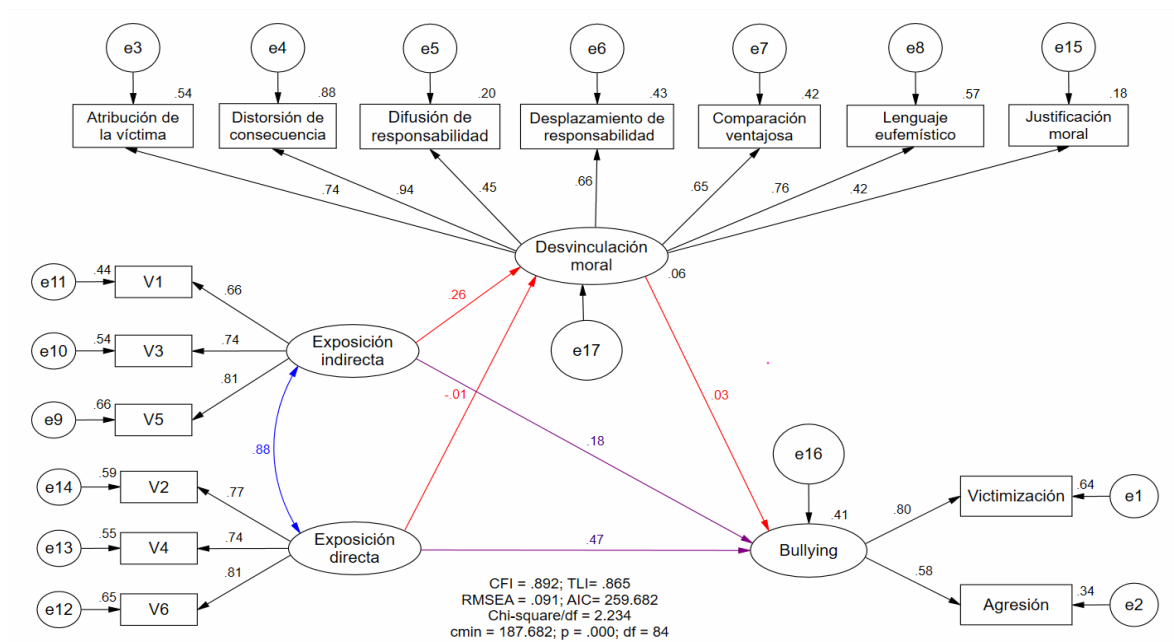 e3
e4
e5
e6
e7
e8
e15
.54
.88
.20
.43
.42
.57
.18
Atribución de
la víctima
Distorsión de
consecuencia
Difusión de
responsabilidad
Desplazamiento de
responsabilidad
Comparación
ventajosa
Lenguaje
eufemístico
Justificación
moral
.74
.94
.45
.66
.65
.76
.42
Desvinculación
moral
.06
e17
e11
.44
V1
.66
e10
.54
V3
.74
e9
.66
V5
.81
Exposición
indirecta
.26
-.01
.03
.18
.88
e16
.41
Bullying
e14
.59
V2
.77
e13
.55
V4
.74
e12
.65
V6
.81
Exposición
directa
.47
.80
Victimización
.64
e1
.58
Agresión
.34
e2
CFI = .892; TLI= .865
RMSEA = .091; AIC= 259.682
Chi-square/df = 2.234
cmin = 187.682; p = .000; df = 84